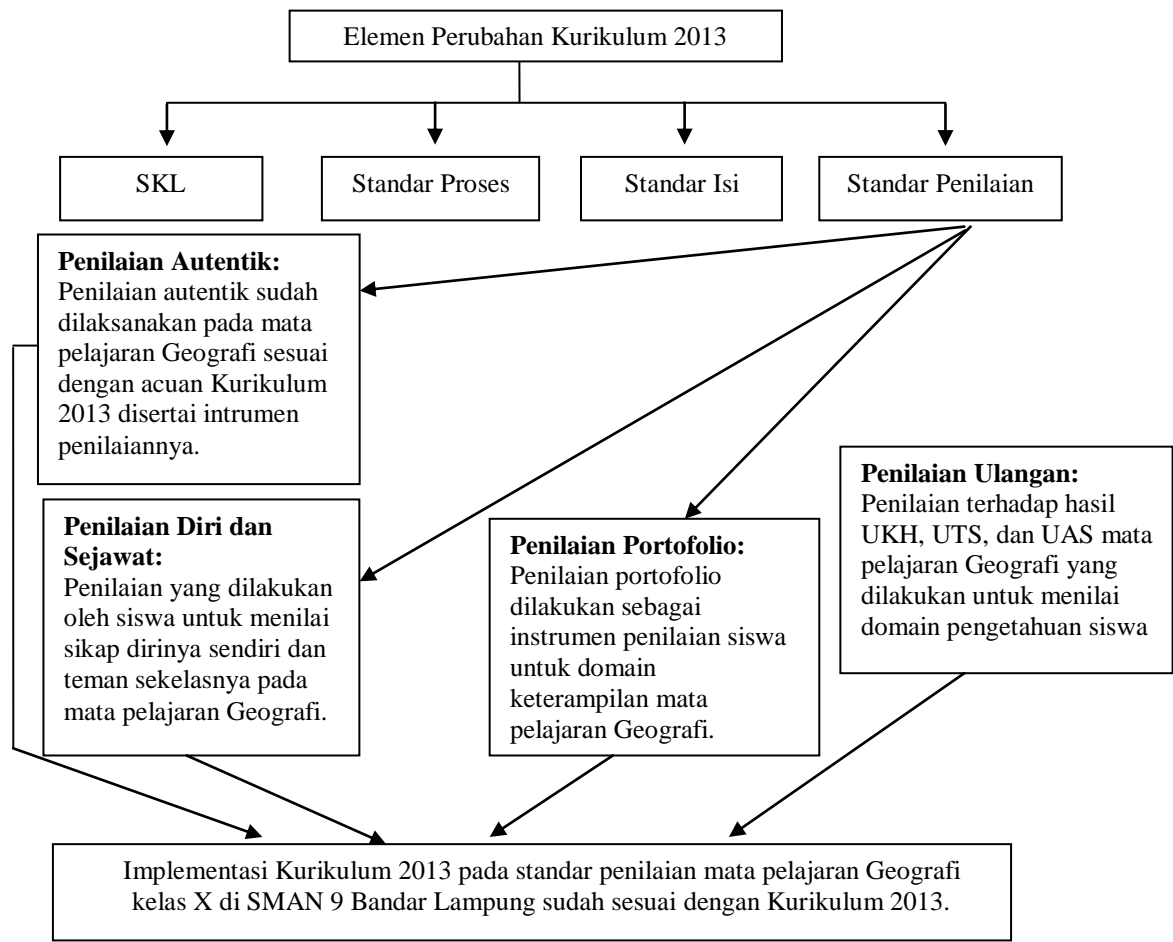 Elemen Perubahan Kurikulum 2013
SKL
Standar Proses
Standar Isi
Standar Penilaian
Penilaian Autentik:
Penilaian autentik sudah
dilaksanakan pada mata
pelajaran Geografi sesuai
dengan acuan Kurikulum
2013 disertai intrumen
penilaiannya.
Penilaian Diri dan
Sejawat:
Penilaian yang dilakukan
oleh siswa untuk menilai
sikap dirinya sendiri dan
teman sekelasnya pada
mata pelajaran Geografi.
Penilaian Portofolio:
Penilaian portofolio
dilakukan sebagai
instrumen penilaian siswa
untuk domain
keterampilan mata
pelajaran Geografi.
Penilaian Ulangan:
Penilaian terhadap hasil
UKH, UTS, dan UAS mata
pelajaran Geografi yang
dilakukan untuk menilai
domain pengetahuan siswa
Implementasi Kurikulum 2013 pada standar penilaian mata pelajaran Geografi
kelas X di SMAN 9 Bandar Lampung sudah sesuai dengan Kurikulum 2013.